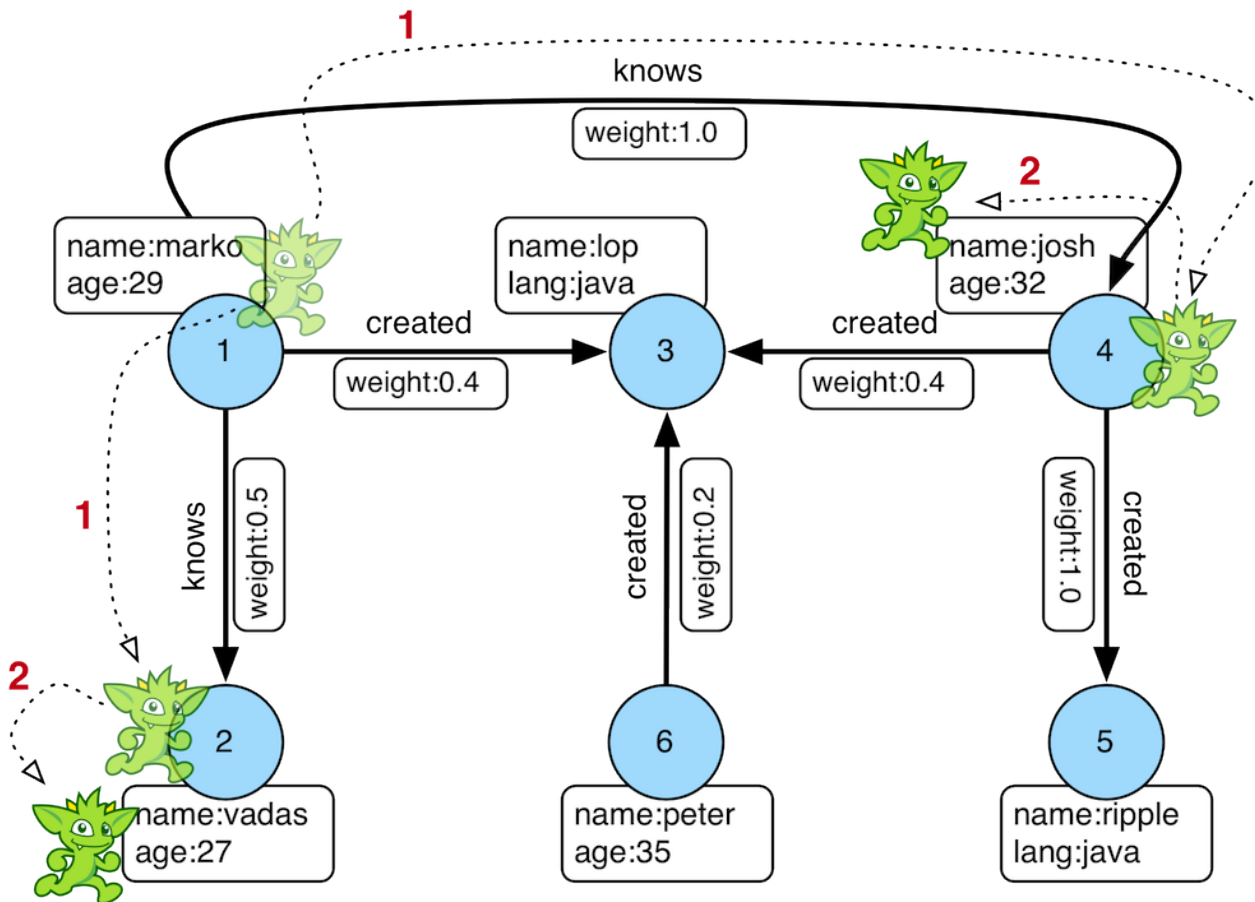 1
knows
weight:1.0
2
name:marko
age:29
name:lop
lang:java
name:josh
age:32
1
created
weight:0.4
3
created
weight:0.4
4
1
knows
weight:0.5
created
weight:0.2
weight:1.0
created
2
2
6
5
name:vadas
age:27
name:peter
age:35
name:ripple
lang:java